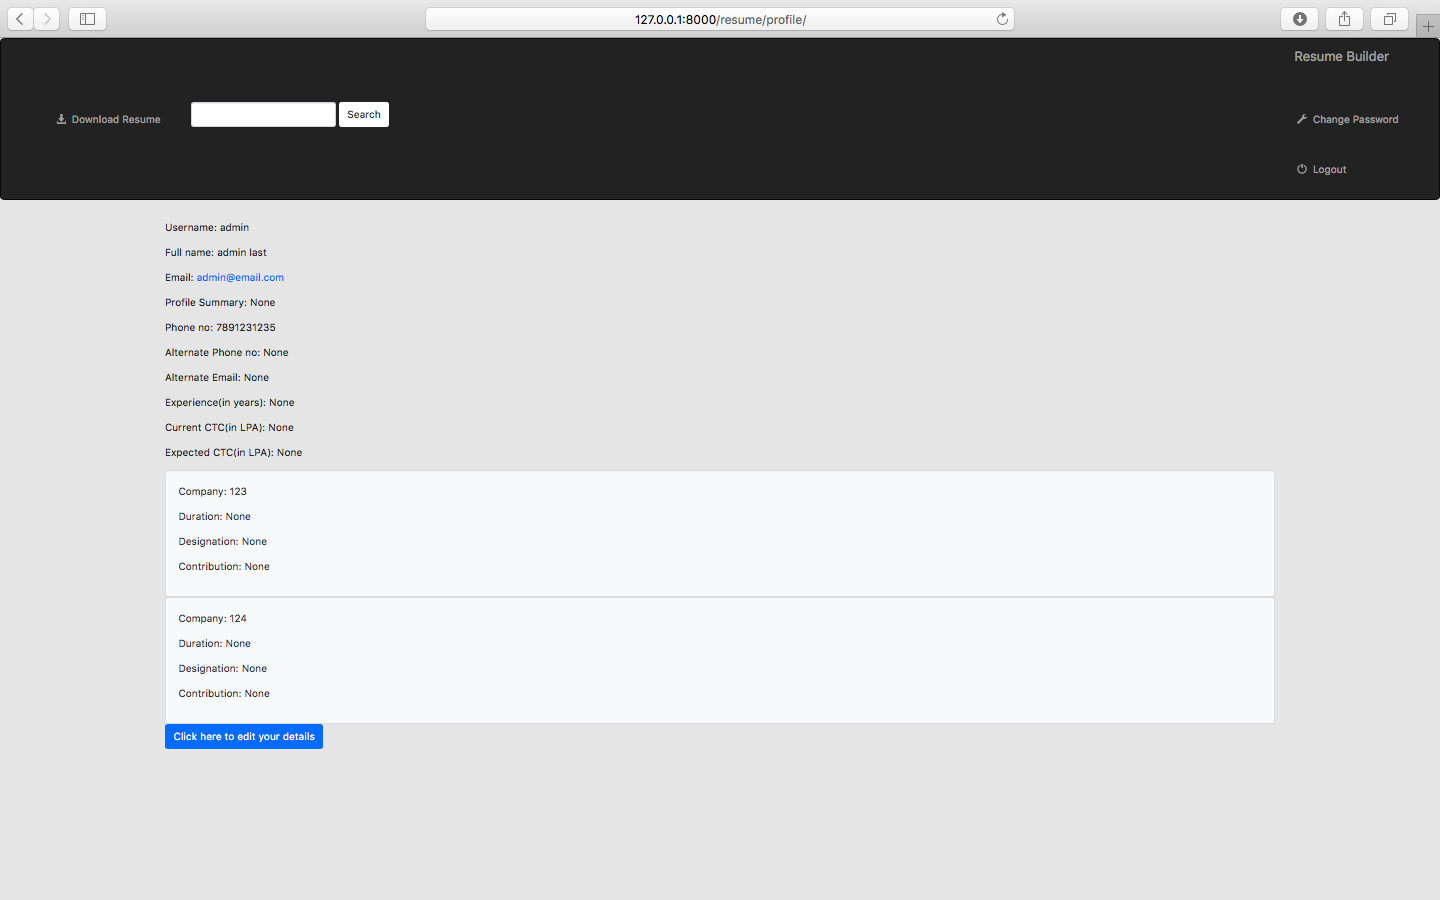 127.0.0.1:8000/resume/profile/
Resume Builder
Download Resume
Search
Change Password
Logout
Username: admin
Full name: admin last
Email: admin@email.com
Profile Summary: None
Phone no: 7891231235
Alternate Phone no: None
Alternate Email: None
Experience(in years): None
Current CTC(in LPA): None
Expected CTC(in LPA): None
Company: 123
Duration: None
Designation: None
Contribution: None
Company: 124
Duration: None
Designation: None
Contribution: None
Click here to edit your details